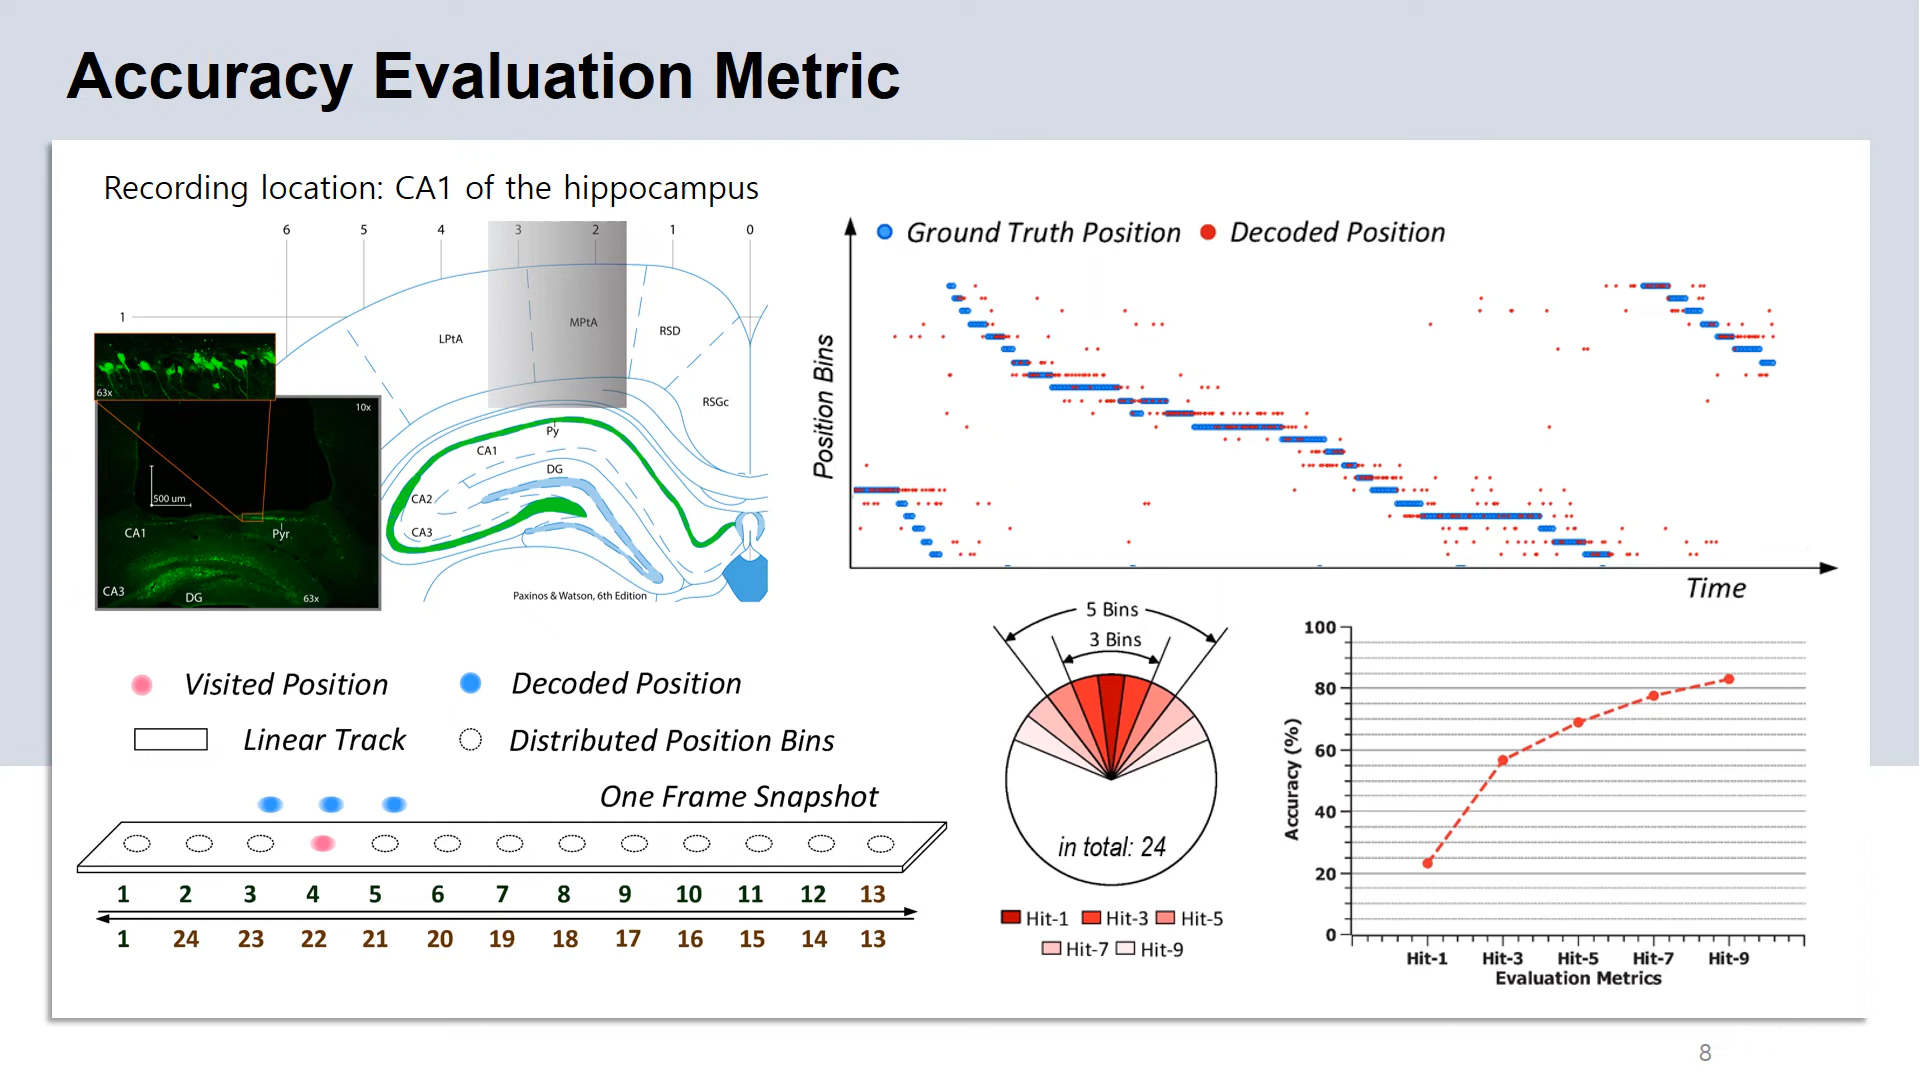 Accuracy Evaluation Metric
Recording location: CA1 of the hippocampus
6 5 4 3 2 1 0
1
LPtA
MPtA
RSD
RSGc
Py
CA1
DG
CA2
CA3
Paxinos & Watson, 6th Edition
63x
10x
500 um
CA1
Pyr
CA3
DG
63x
Ground Truth Position
Decoded Position
Position Bins
Time
Visited Position
Decoded Position
Linear Track
Distributed Position Bins
One Frame Snapshot
1 2 3 4 5 6 7 8 9 10 11 12 13
1 24 23 22 21 20 19 18 17 16 15 14 13
5 Bins
3 Bins
in total: 24
Hit-1 Hit-3 Hit-5
Hit-7 Hit-9
100
80
60
40
20
0
Accuracy (%)
Hit-1 Hit-3 Hit-5 Hit-7 Hit-9
Evaluation Metrics
8